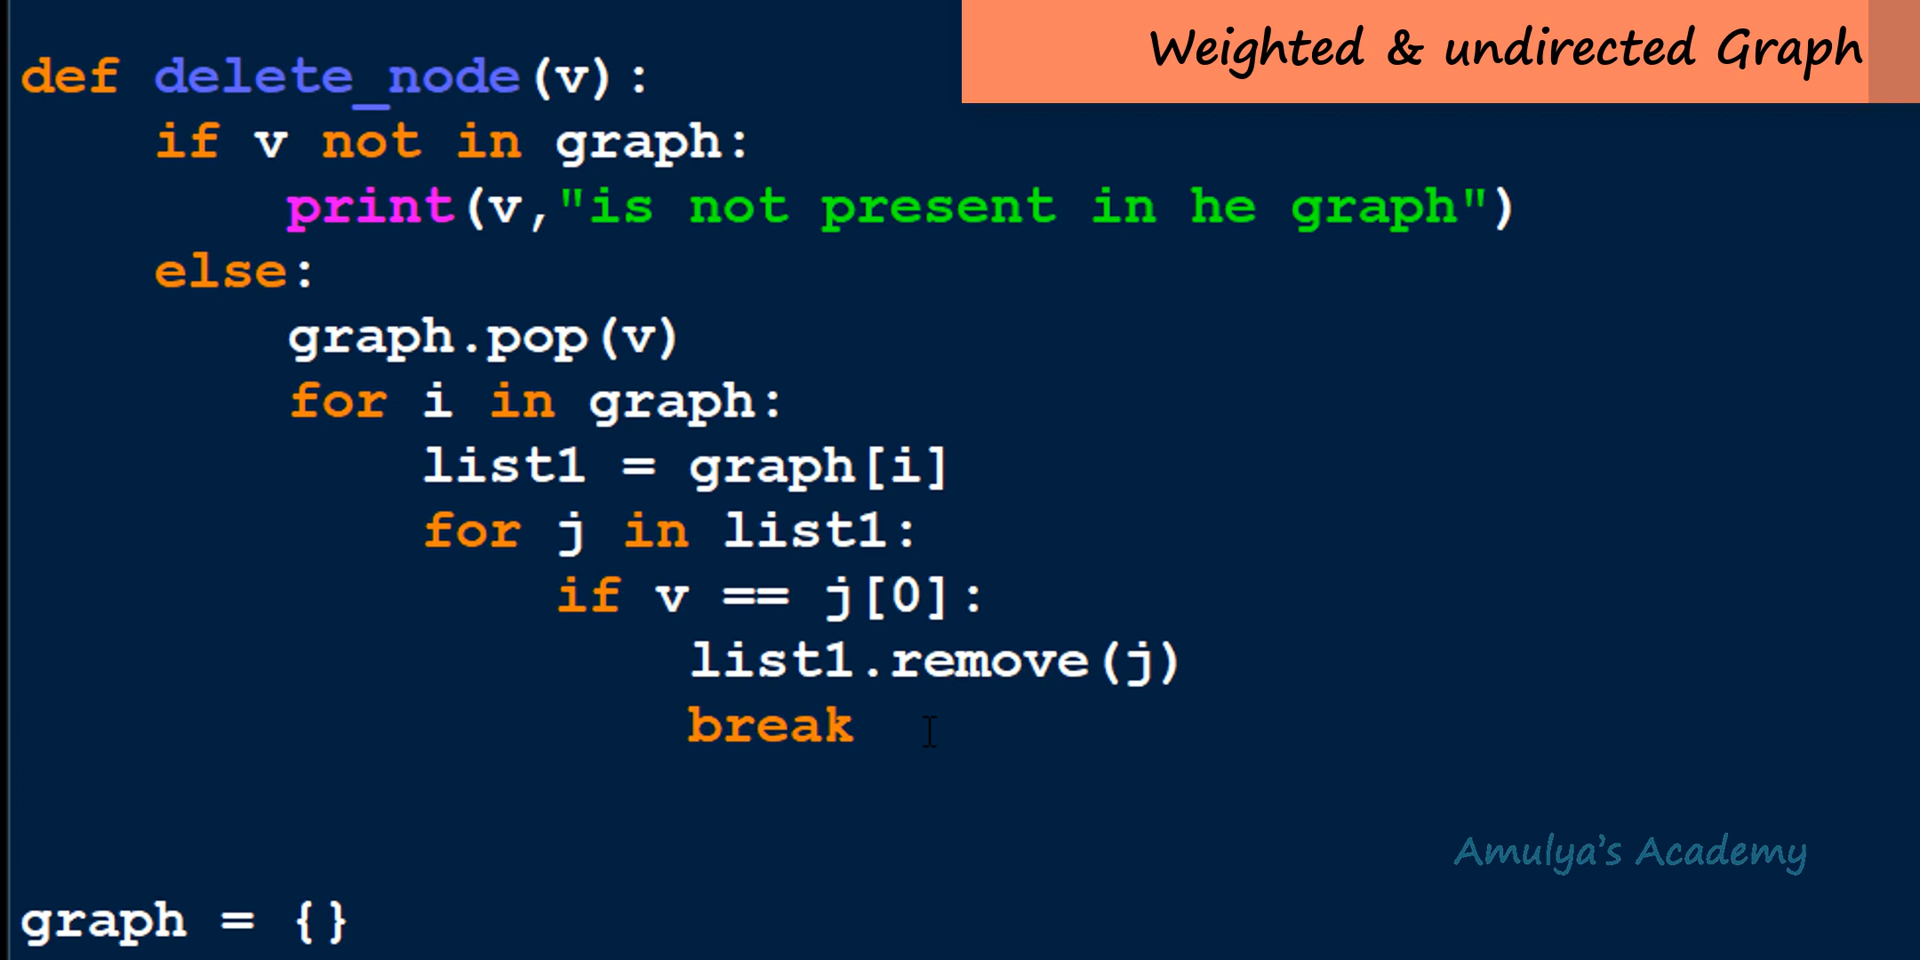 Weighted & undirected Graph
def delete_node(v):
    if v not in graph:
        print(v,"is not present in he graph")
    else:
        graph.pop(v)
        for i in graph:
            list1 = graph[i]
            for j in list1:
                if v == j[0]:
                    list1.remove(j)
                    break
Amulya's Academy
graph = {}